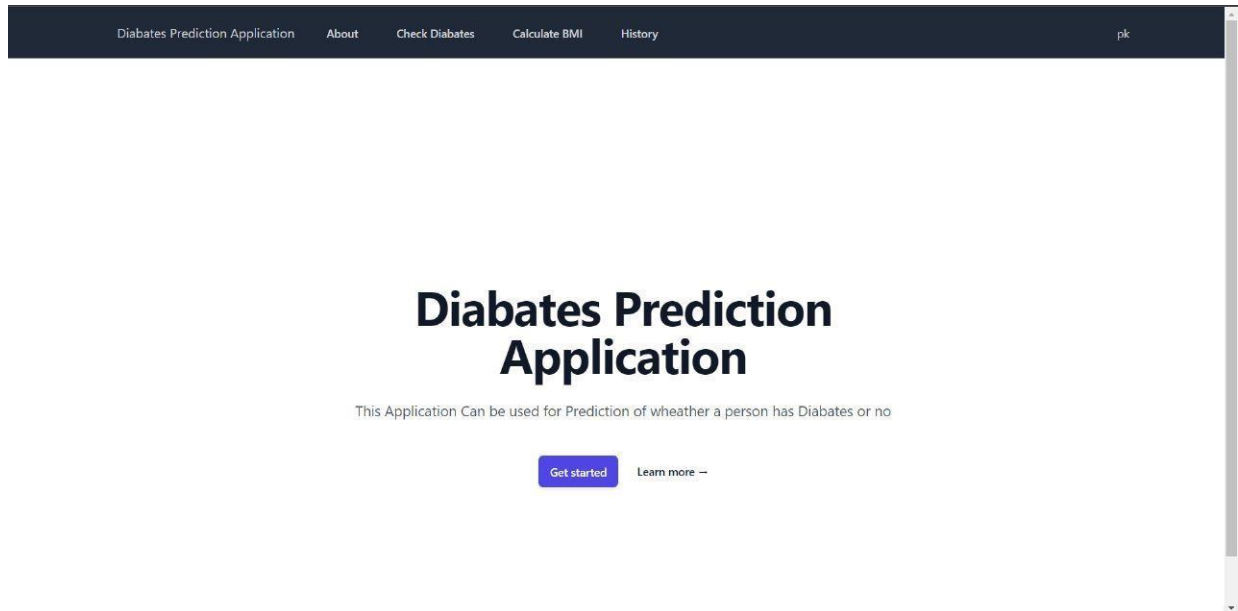 Diabates Prediction Application About Check Diabetes Calculate BMI History pk
Diabates Prediction
Application
This Application Can be used for Prediction of wheather a person has Diabates or no
Get started Learn more →